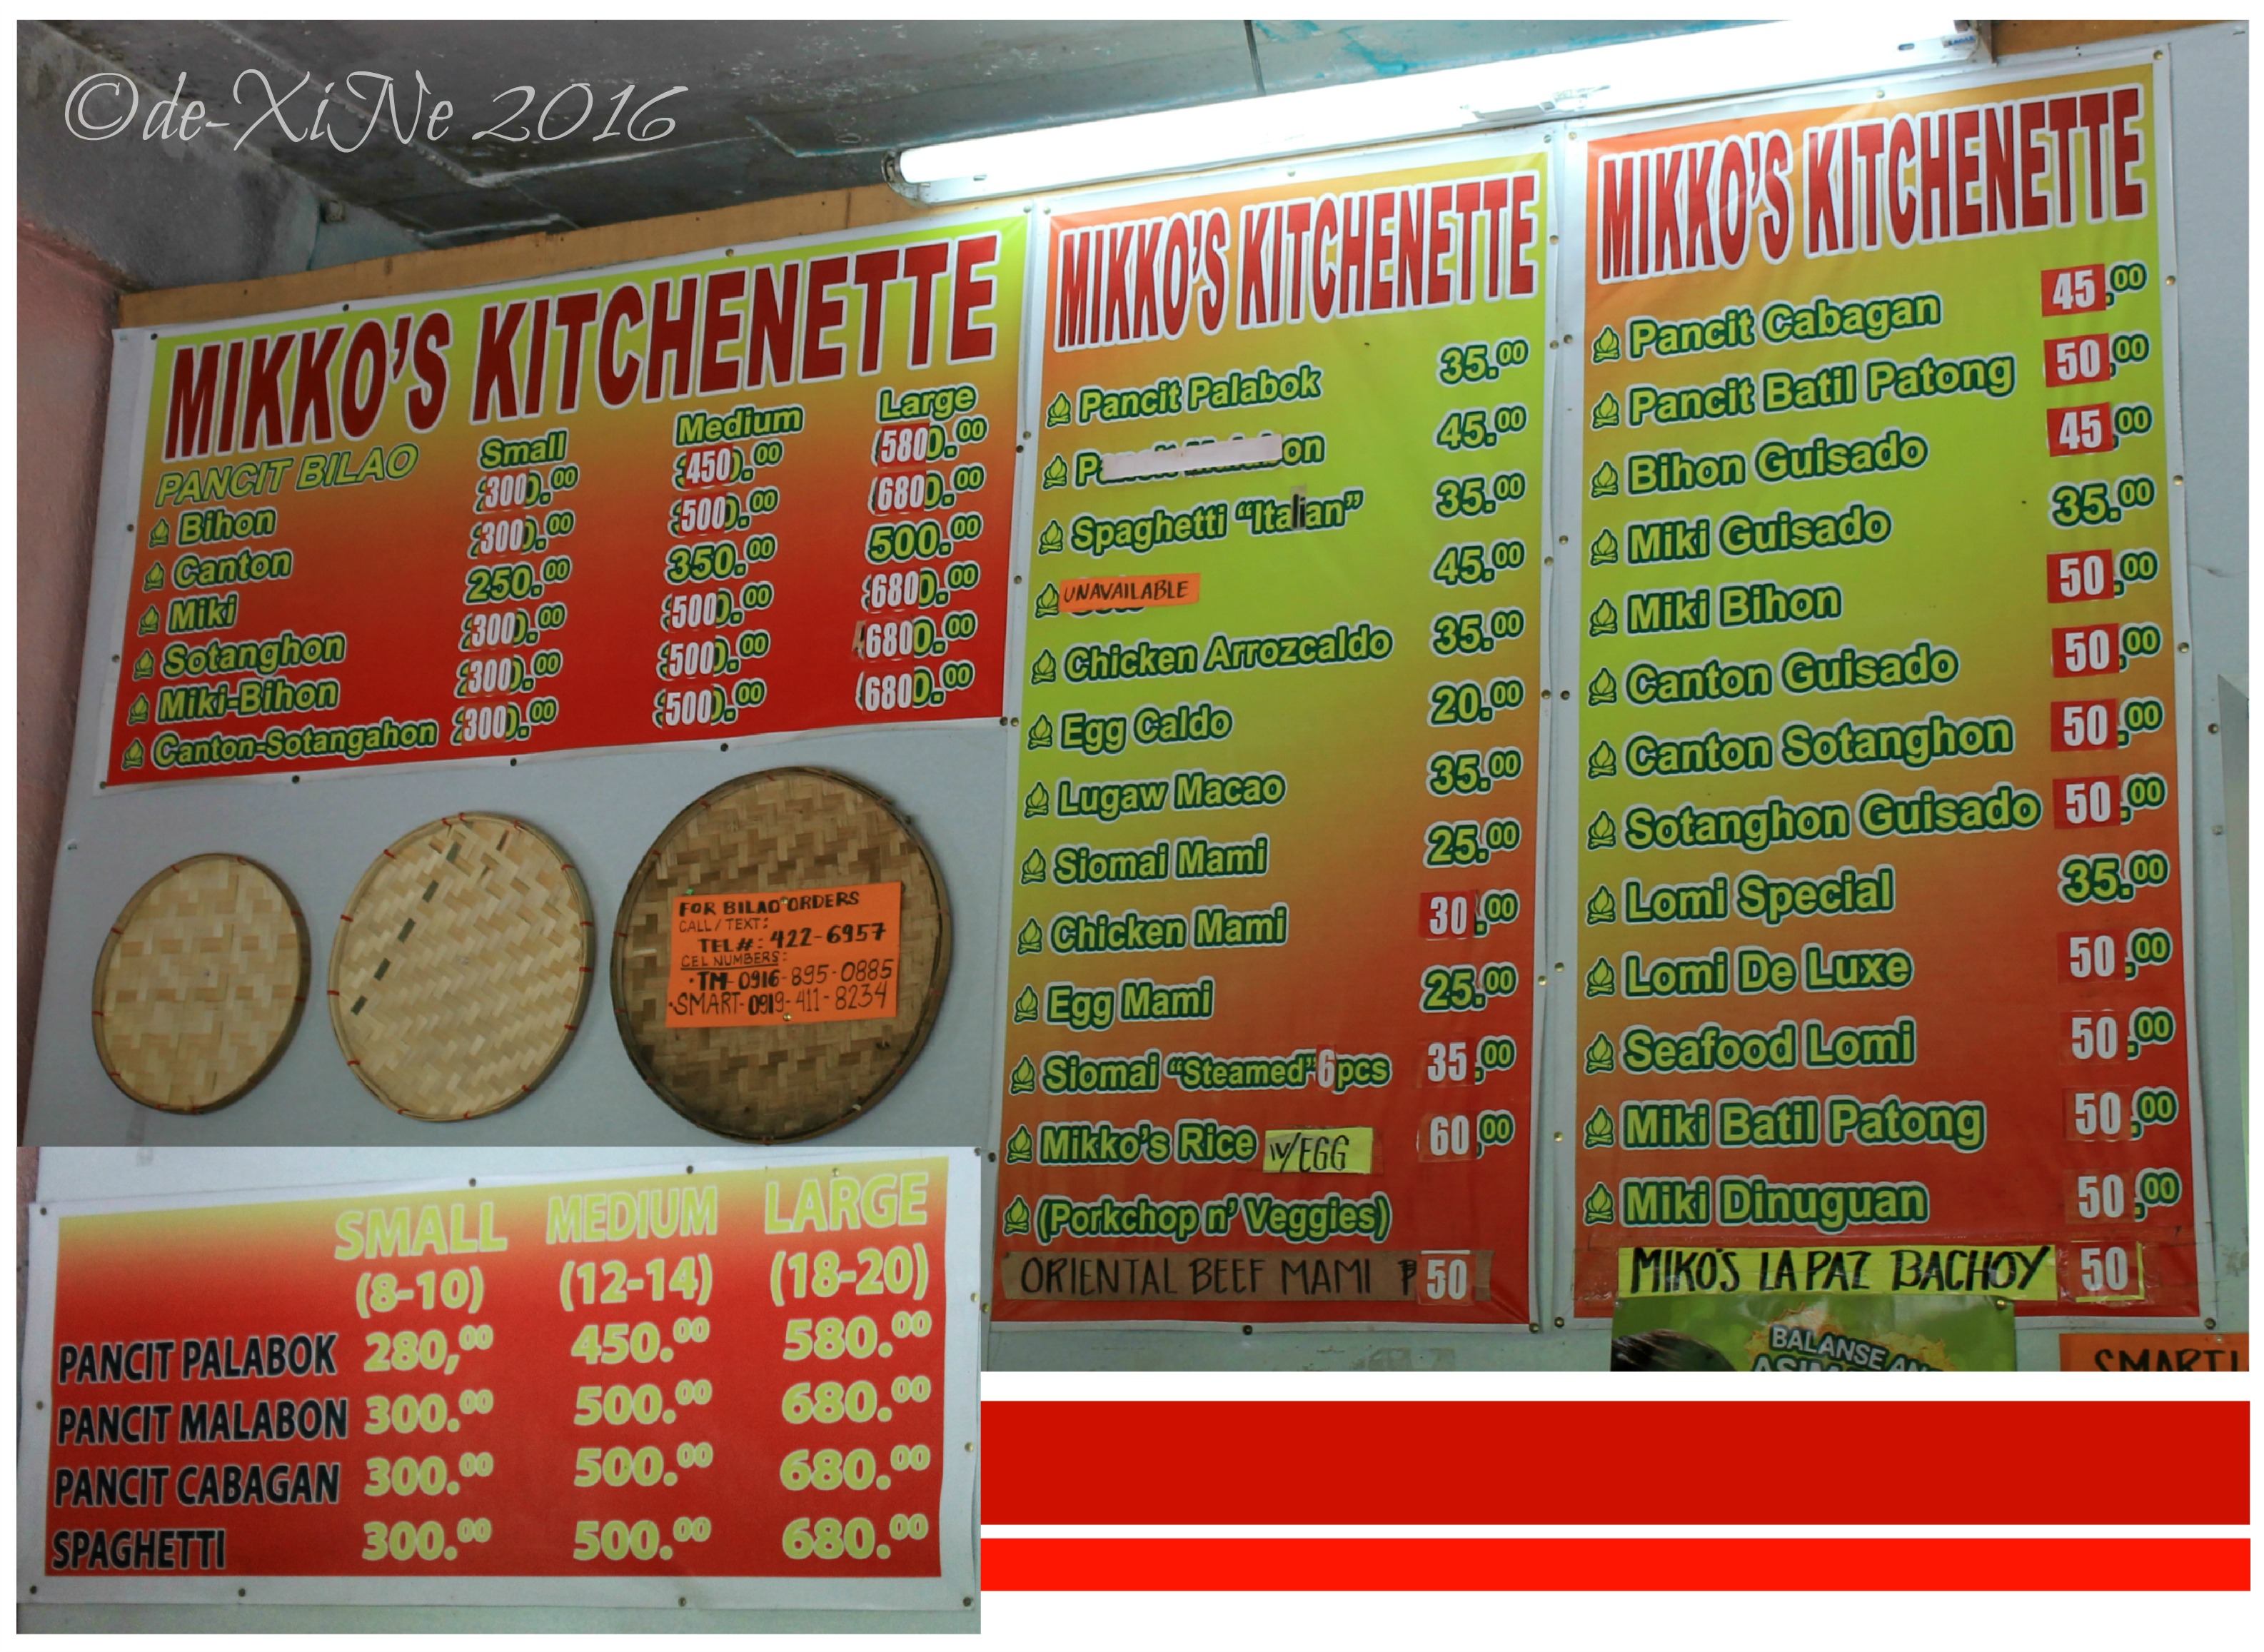 ©de-XiNe 2016
MIKKO'S KITCHENETTE
PANCIT BILAO Small Medium Large
Bihon 300.00 450.00 580.00
Canton 300.00 500.00 680.00
Miki 250.00 350.00 500.00
Sotanghon 300.00 500.00 680.00
Miki-Bihon 300.00 500.00 680.00
Canton-Sotangahon 300.00 500.00 680.00
FOR BILAO ORDERS
CALL/TEXT:
TEL#: 422-6957
CEL NUMBERS:
·TM-0916-895-0885
·SMART-0919-411-8234
SMALL MEDIUM LARGE
(8-10) (12-14) (18-20)
PANCIT PALABOK 280,00 450.00 580.00
PANCIT MALABON 300.00 500.00 680.00
PANCIT CABAGAN 300.00 500.00 680.00
SPAGHETTI 300.00 500.00 680.00
MIKKO'S KITCHENETTE
Pancit Palabok 35.00
45.00
Spaghetti “Italian” 35.00
UNAVAILABLE 45.00
Chicken Arrozcaldo 35.00
Egg Caldo 20.00
Lugaw Macao 35.00
Siomai Mami 25.00
Chicken Mami 30.00
Egg Mami 25.00
Siomai “Steamed” 6pcs 35.00
Mikko's Rice w/EGG 60.00
(Porkchop n' Veggies)
ORIENTAL BEEF MAMI ₱50
MIKKO'S KITCHENETTE
Pancit Cabagan 45.00
Pancit Batil Patong 50.00
Bihon Guisado 45.00
Miki Guisado 35.00
Miki Bihon 50.00
Canton Guisado 50.00
Canton Sotanghon 50.00
Sotanghon Guisado 50.00
Lomi Special 35.00
Lomi De Luxe 50.00
Seafood Lomi 50.00
Miki Batil Patong 50.00
Miki Dinuguan 50.00
MIKO'S LA PAZ BACHOY 50
BALANSE
SMART